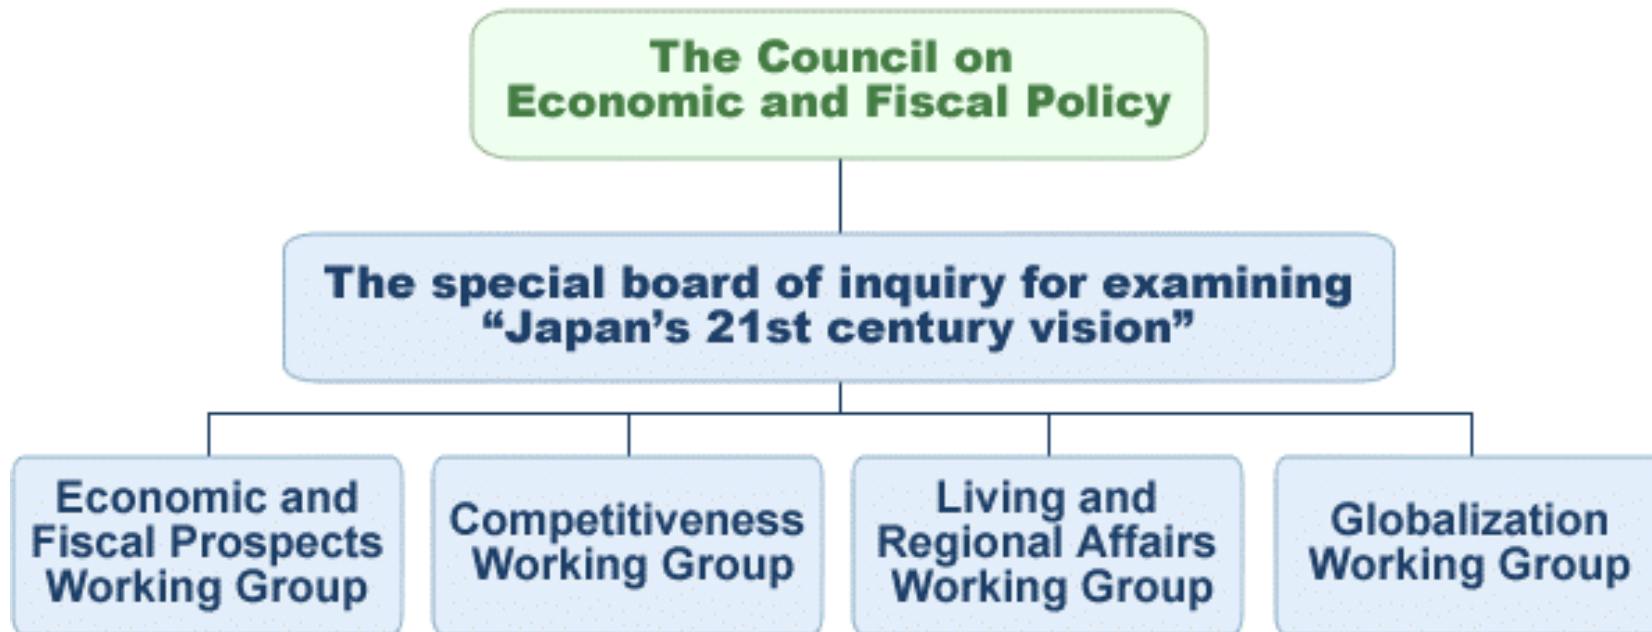 The Council on
Economic and Fiscal Policy
The special board of inquiry for examining
“Japan’s 21st century vision”
Economic and
Fiscal Prospects
Working Group
Competitiveness
Working Group
Living and
Regional Affairs
Working Group
Globalization
Working Group